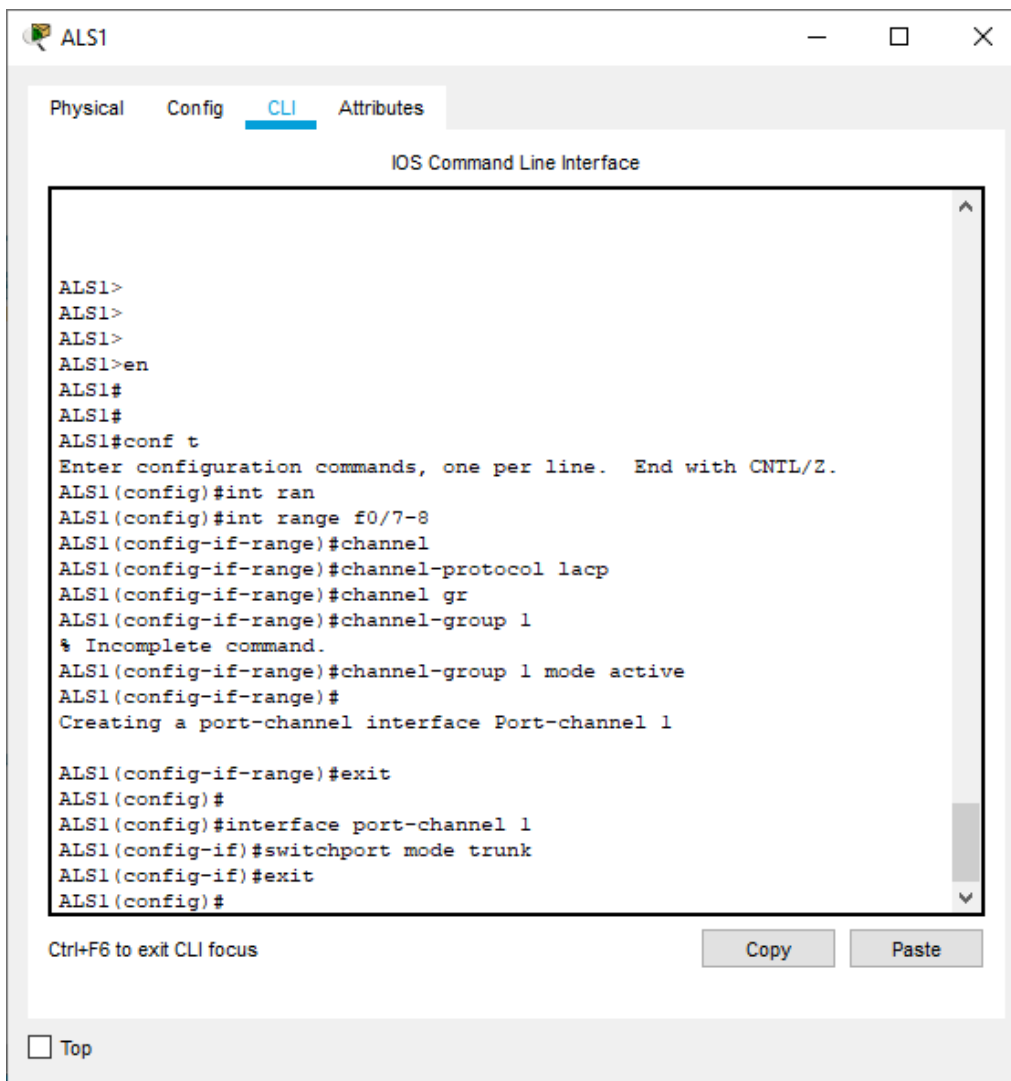 ALS1
Physical Config CLI Attributes
IOS Command Line Interface
ALS1>
ALS1>
ALS1>
ALS1>en
ALS1#
ALS1#
ALS1#conf t
Enter configuration commands, one per line.  End with CNTL/Z.
ALS1(config)#int ran
ALS1(config)#int range f0/7-8
ALS1(config-if-range)#channel
ALS1(config-if-range)#channel-protocol lacp
ALS1(config-if-range)#channel gr
ALS1(config-if-range)#channel-group 1
% Incomplete command.
ALS1(config-if-range)#channel-group 1 mode active
ALS1(config-if-range)#
Creating a port-channel interface Port-channel 1
ALS1(config-if-range)#exit
ALS1(config)#
ALS1(config)#interface port-channel 1
ALS1(config-if)#switchport mode trunk
ALS1(config-if)#exit
ALS1(config)#
Ctrl+F6 to exit CLI focus
Copy Paste
Top